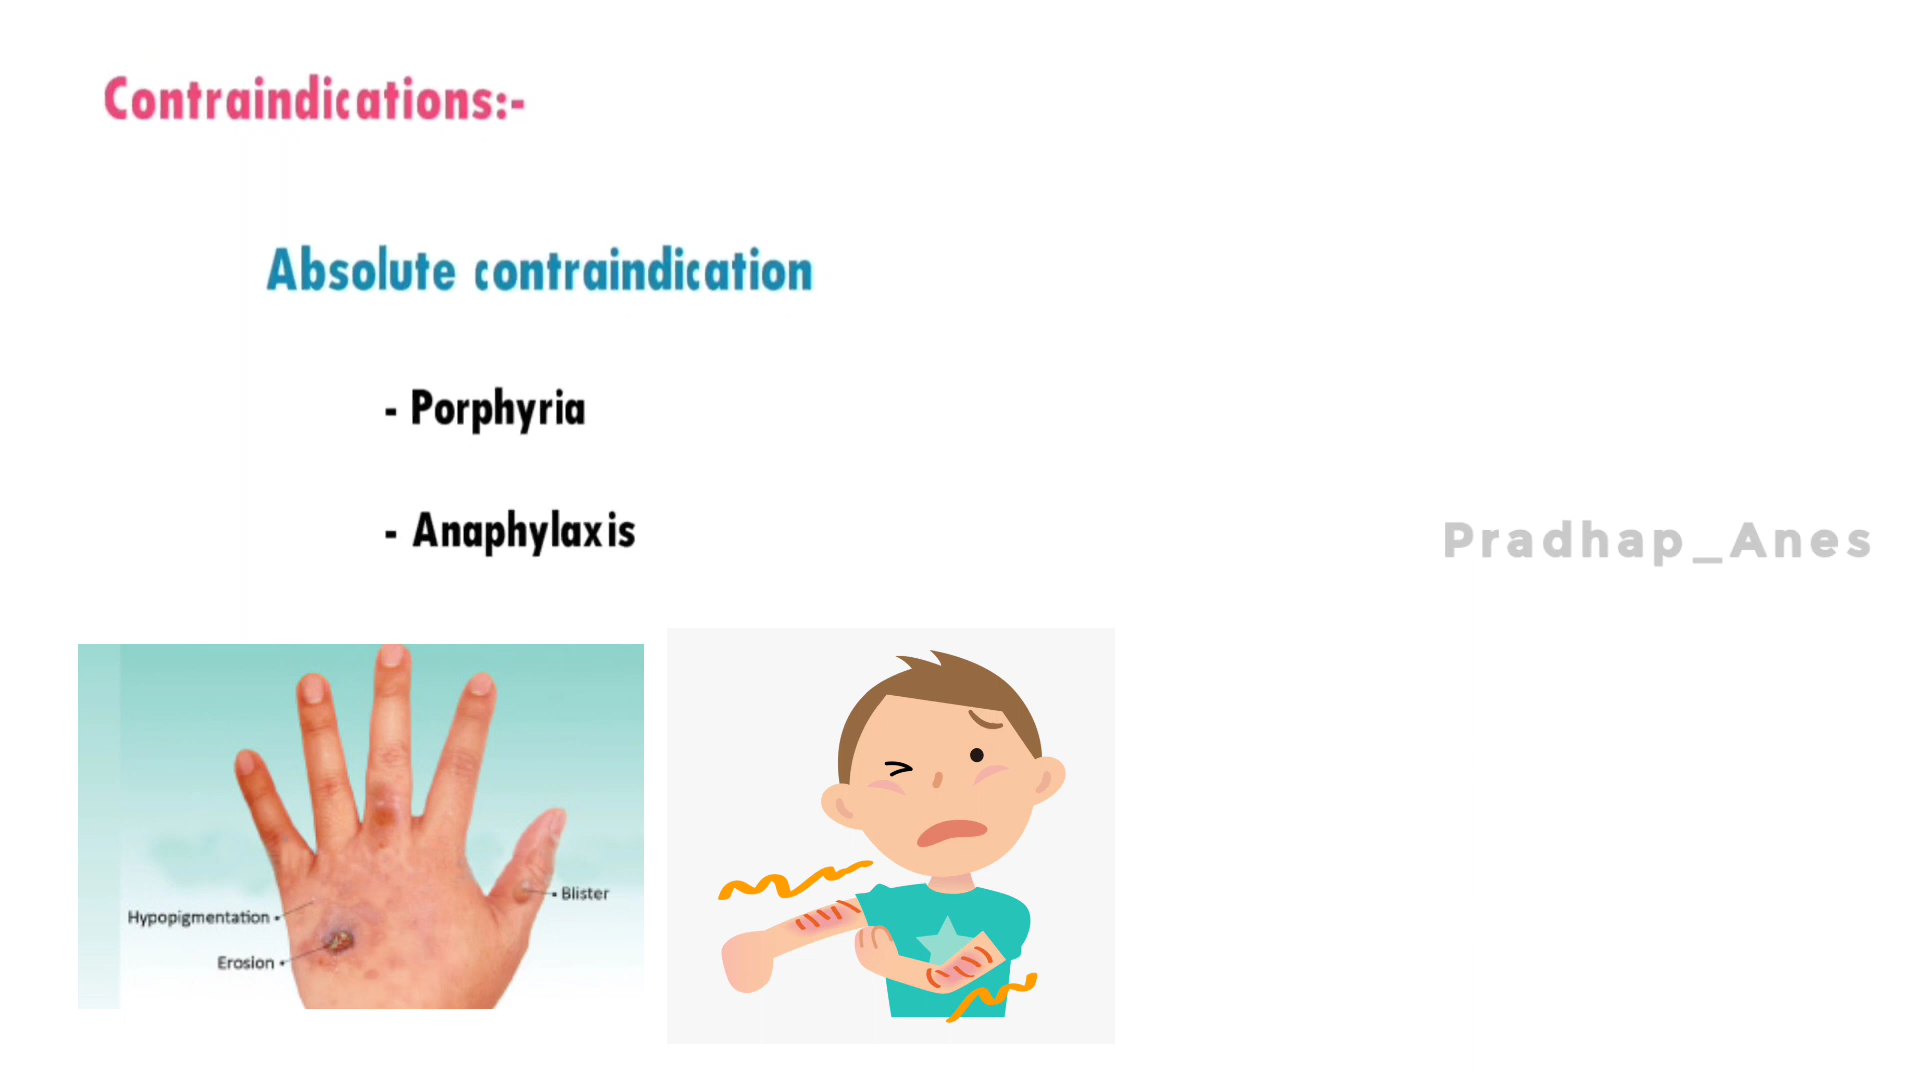 Contraindications:-
Absolute contraindication
- Porphyria
- Anaphylaxis
Pradhap_Anes
Blister
Hypopigmentation
Erosion